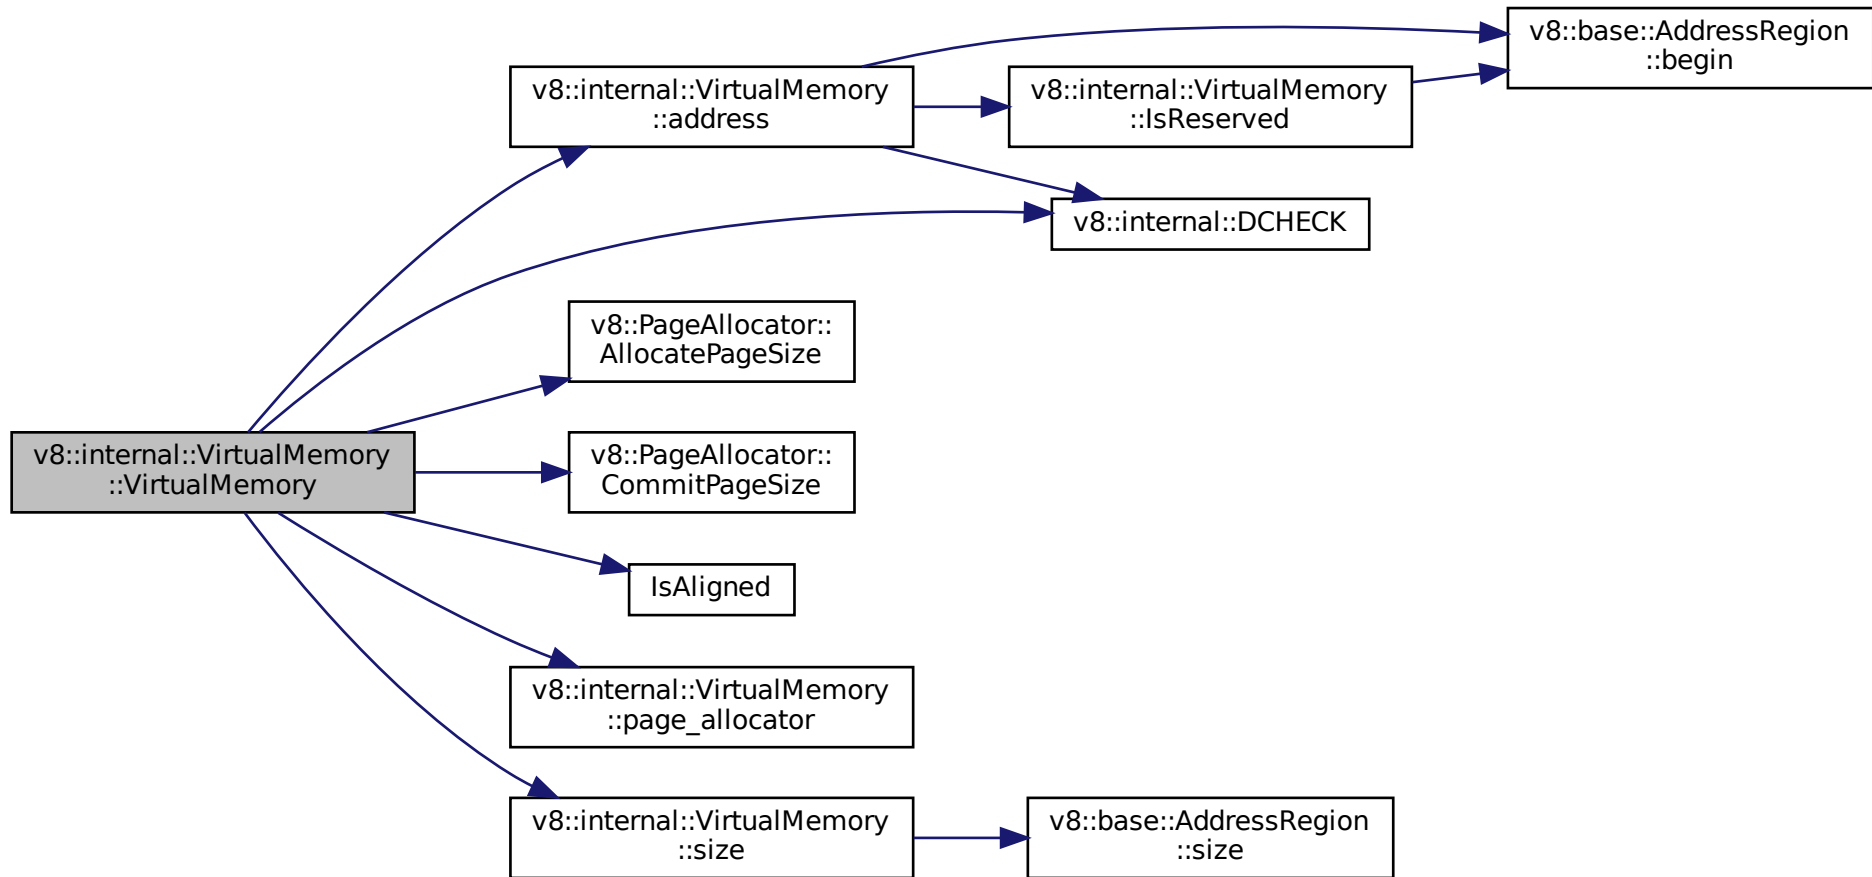 v8::base::AddressRegion
::begin
v8::internal::VirtualMemory
::address
v8::internal::VirtualMemory
::IsReserved
v8::internal::DCHECK
v8::PageAllocator::
AllocatePageSize
v8::internal::VirtualMemory
::VirtualMemory
v8::PageAllocator::
CommitPageSize
IsAligned
v8::internal::VirtualMemory
::page_allocator
v8::internal::VirtualMemory
::size
v8::base::AddressRegion
::size